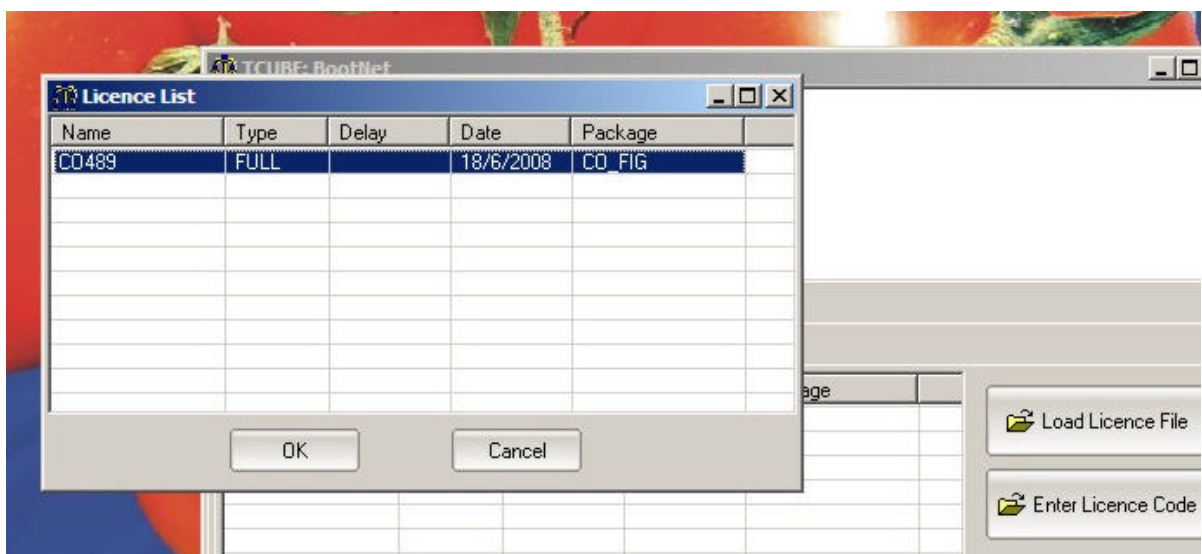 TCUBE: BootNet
Licence List
Name Type Delay Date Package
CO489 FULL 18/6/2008 CO_FIG
OK Cancel
age
Load Licence File
Enter Licence Code